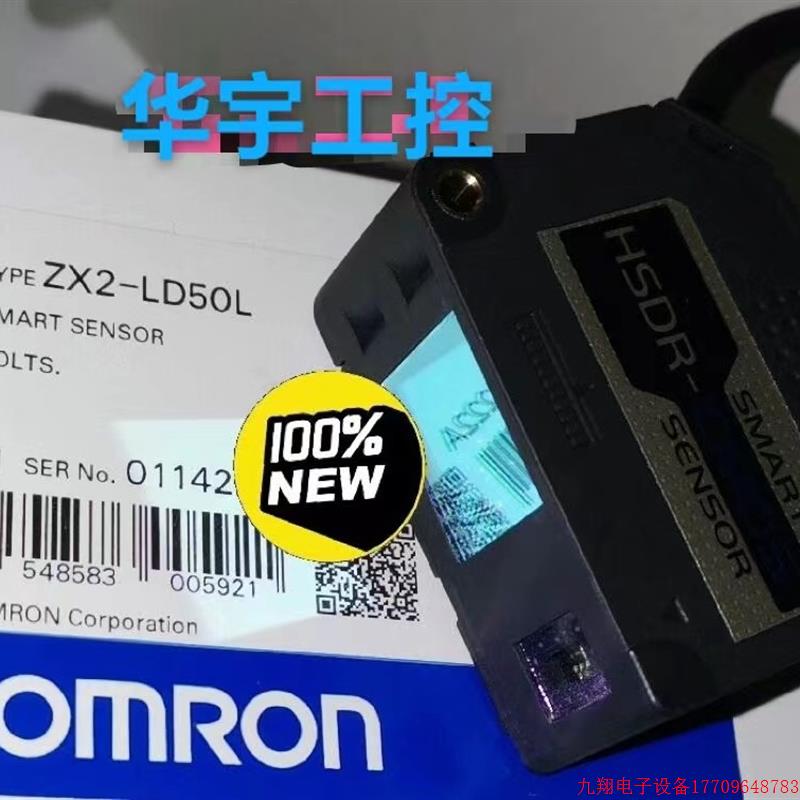 华宇工控
YPE ZX2-LD50L
MART SENSOR
OLTS.
SER No. 01142
548583 005921
MRON Corporation
OMRON
100%
NEW
HSDR-
SMART
SENSOR
九翔电子设备17709648783